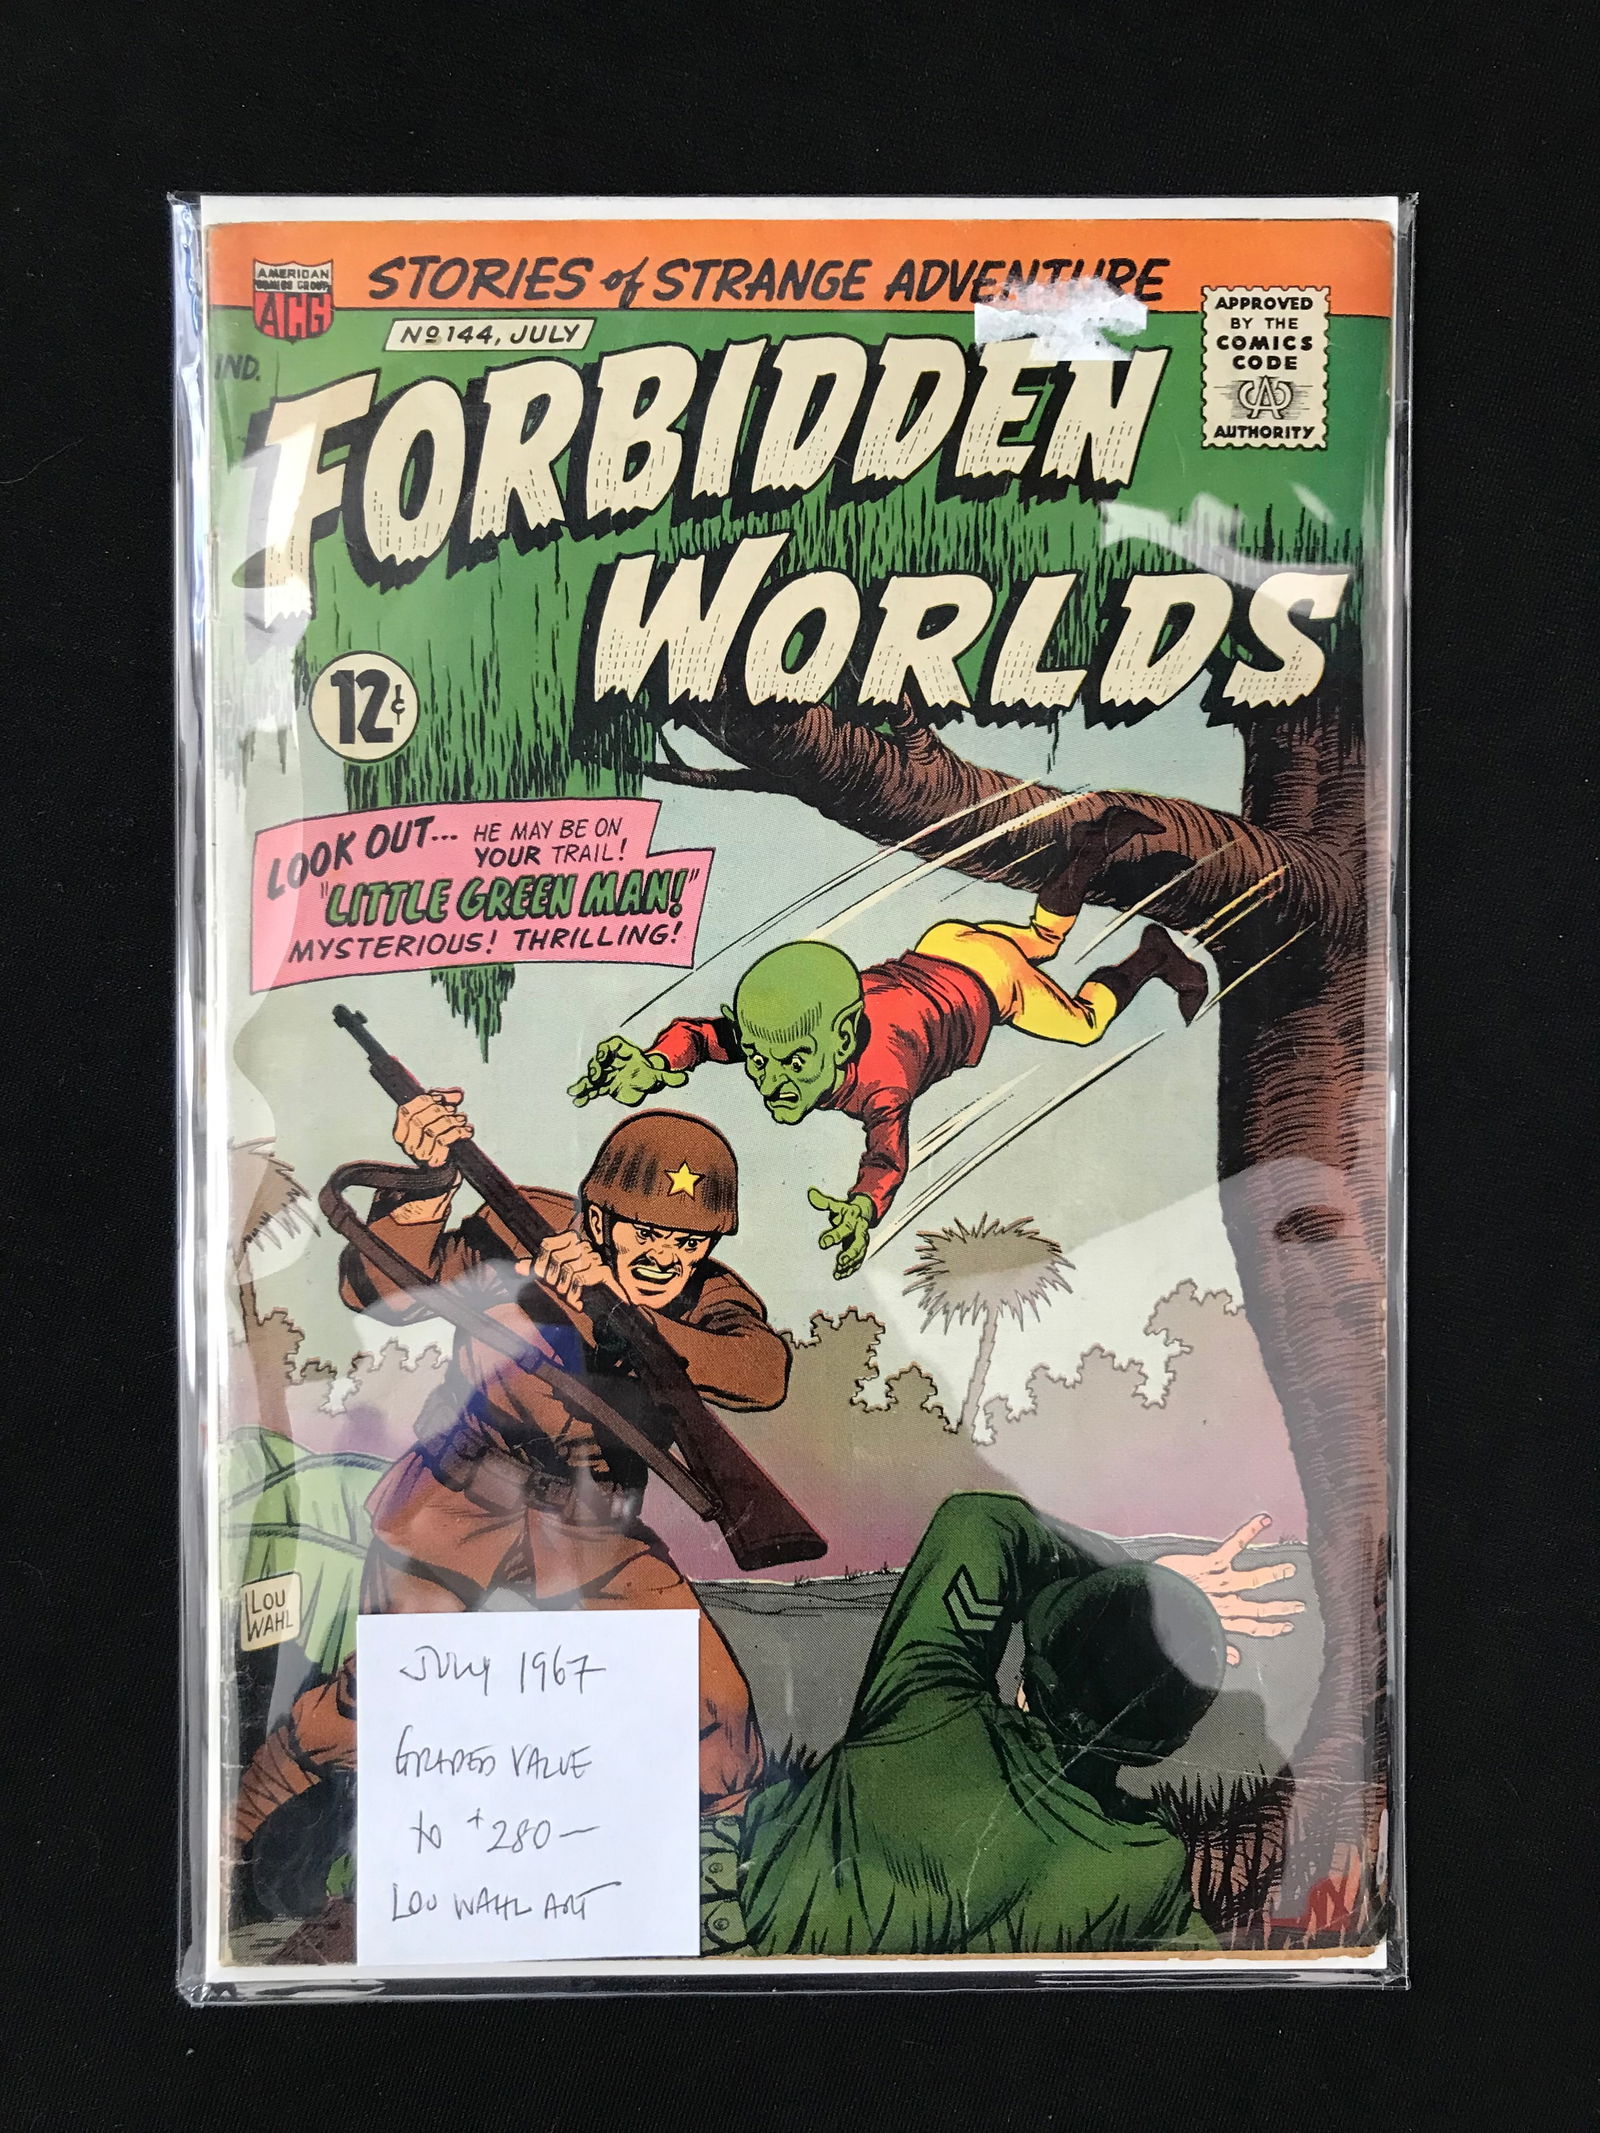 STORIES of STRANGE ADVENTURE
AMERICAN
COMICS GROUP
ACG
No 144, JULY
IND.
APPROVED
BY THE
COMICS
CODE
CA
AUTHORITY
FORBIDDEN
WORLDS
12¢
LOOK OUT... HE MAY BE ON
YOUR TRAIL!
"LITTLE GREEN MAN!"
MYSTERIOUS! THRILLING!
LOU
WAHL
JULY 1967
GRADED VALUE
to +280—
LOU WAHL ART